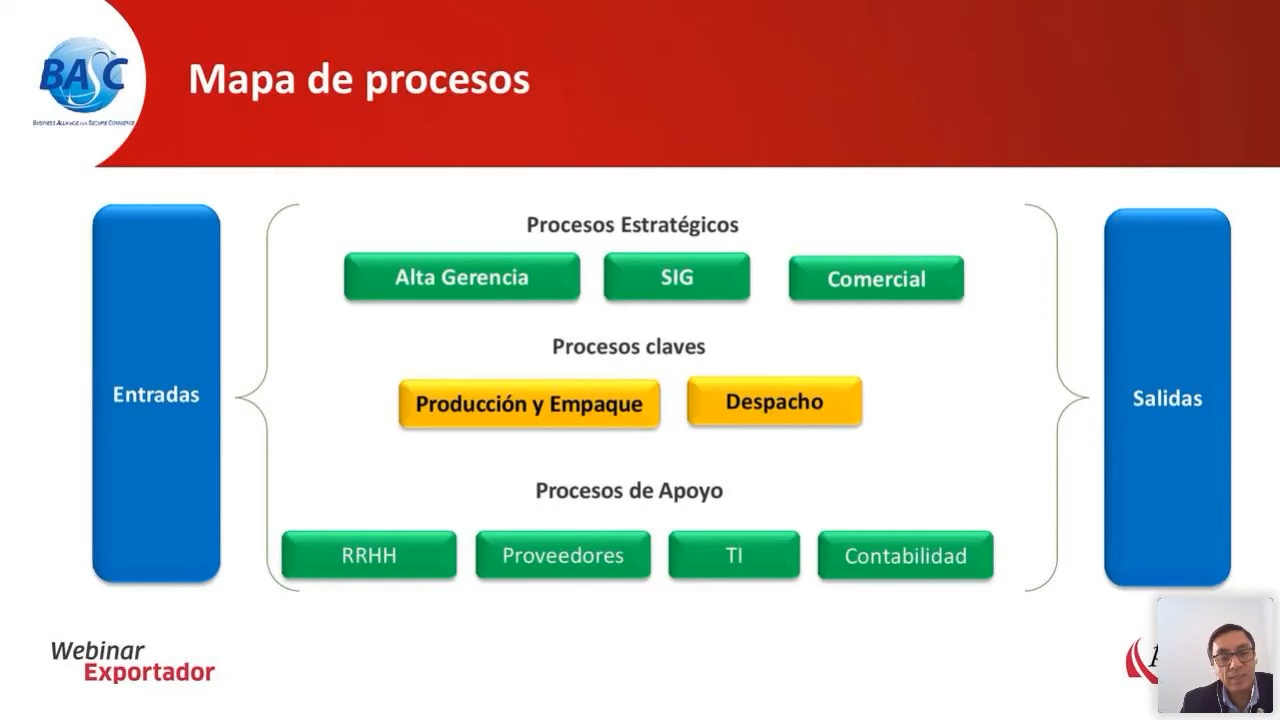 BASC
BUSINESS ALLIANCE FOR SECURE COMMERCE
Mapa de procesos
Procesos Estratégicos
Alta Gerencia
SIG
Comercial
Procesos claves
Entradas
Producción y Empaque
Despacho
Salidas
Procesos de Apoyo
RRHH
Proveedores
TI
Contabilidad
Webinar
Exportador